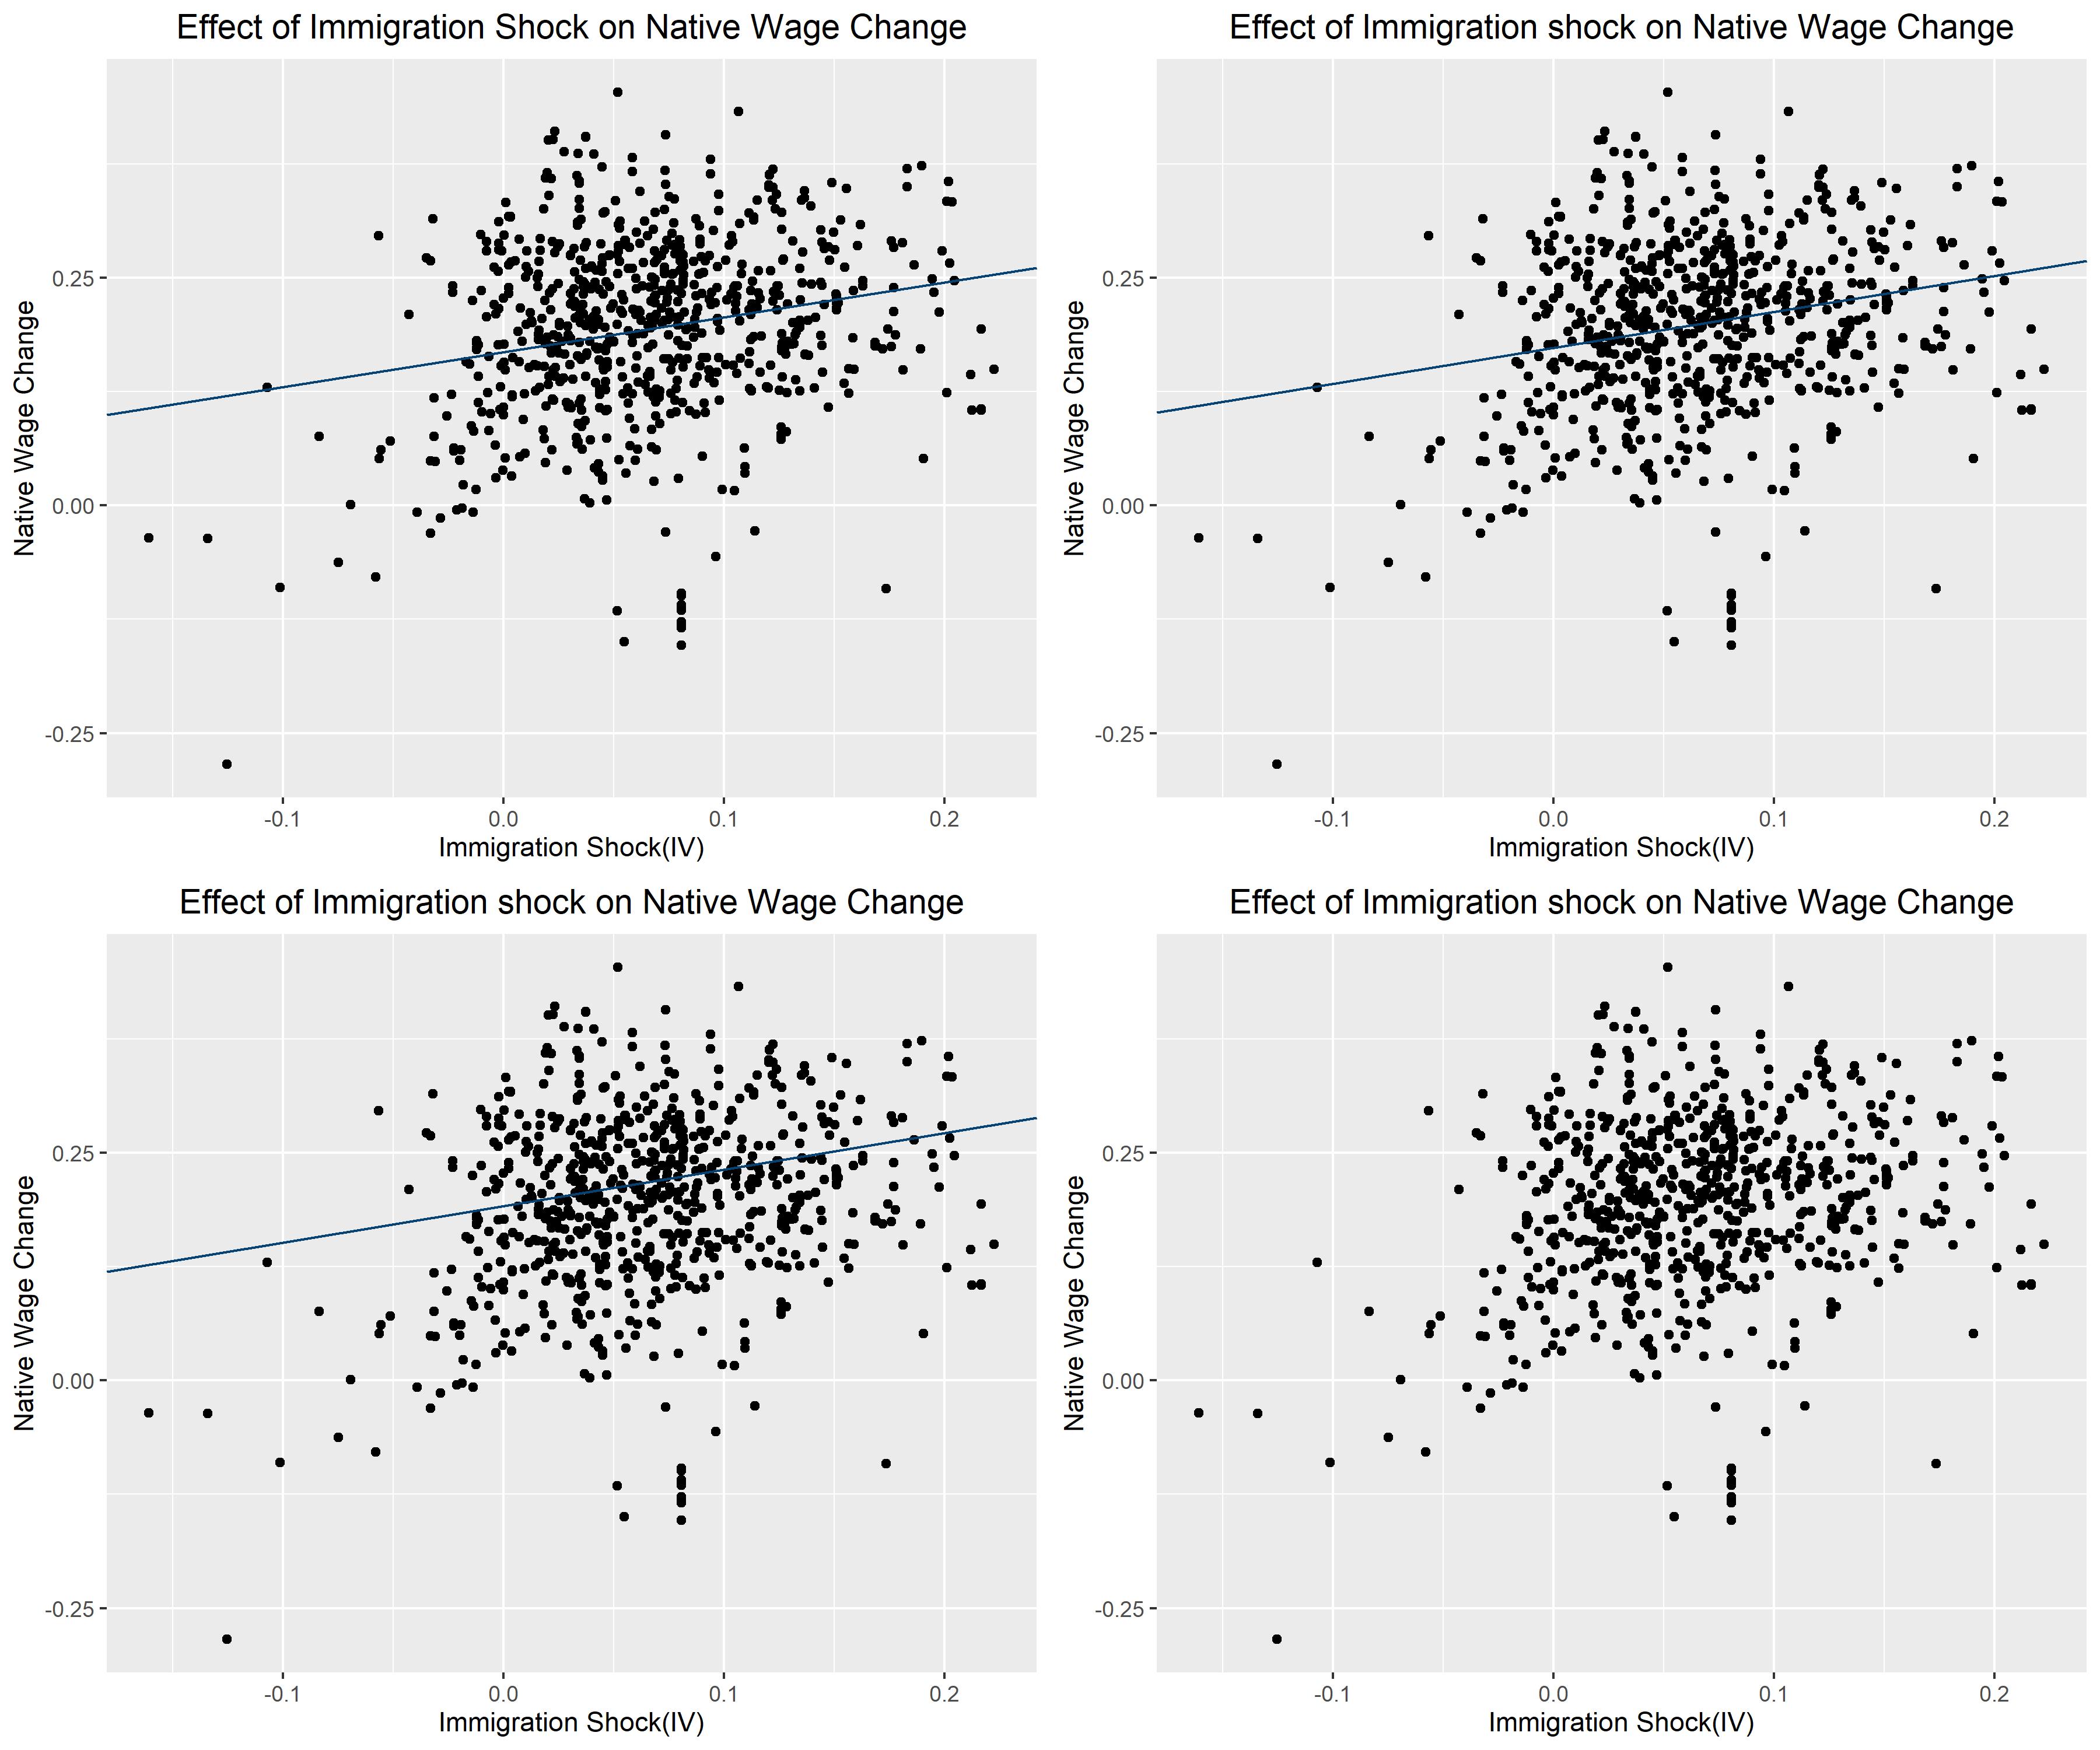 Effect of Immigration Shock on Native Wage Change
Native Wage Change
0.25
0.00
-0.25
-0.1 0.0 0.1 0.2
Immigration Shock(IV)
Effect of Immigration shock on Native Wage Change
Native Wage Change
0.25
0.00
-0.25
-0.1 0.0 0.1 0.2
Immigration Shock(IV)
Effect of Immigration shock on Native Wage Change
Native Wage Change
0.25
0.00
-0.25
-0.1 0.0 0.1 0.2
Immigration Shock(IV)
Effect of Immigration shock on Native Wage Change
Native Wage Change
0.25
0.00
-0.25
-0.1 0.0 0.1 0.2
Immigration Shock(IV)